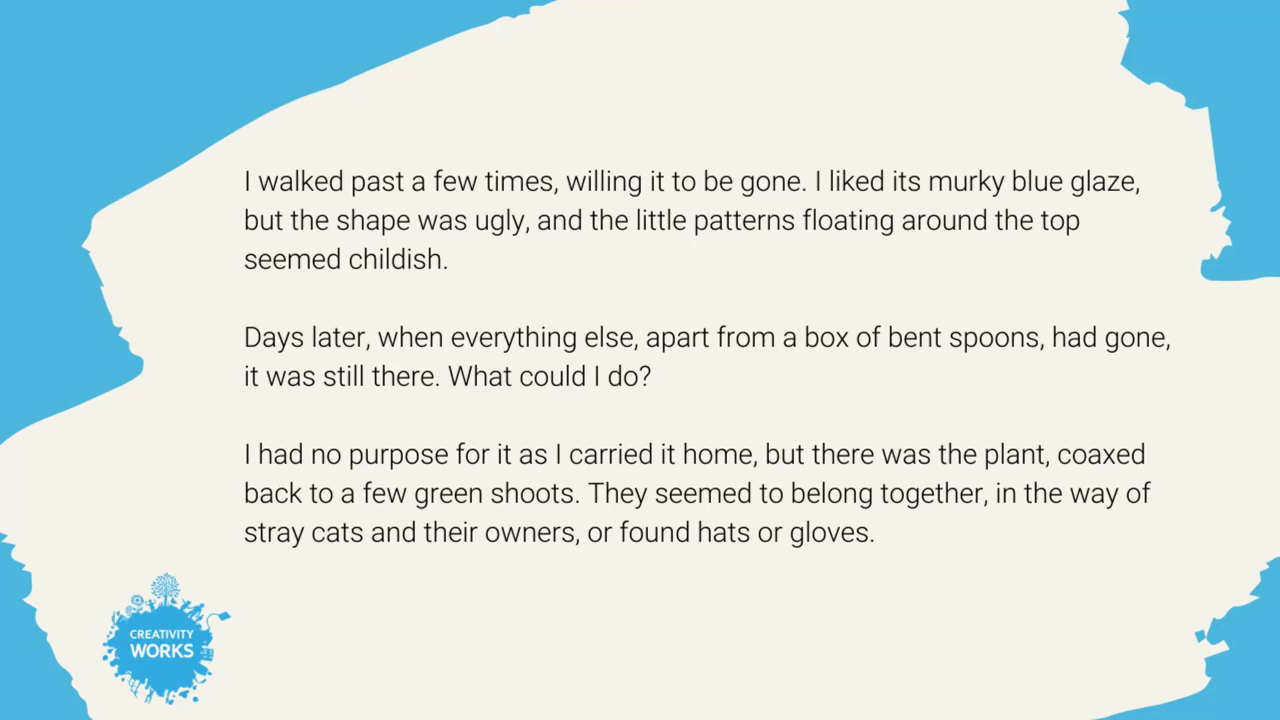 I walked past a few times, willing it to be gone. I liked its murky blue glaze,
but the shape was ugly, and the little patterns floating around the top
seemed childish.
Days later, when everything else, apart from a box of bent spoons, had gone,
it was still there. What could I do?
I had no purpose for it as I carried it home, but there was the plant, coaxed
back to a few green shoots. They seemed to belong together, in the way of
stray cats and their owners, or found hats or gloves.
CREATIVITY
WORKS